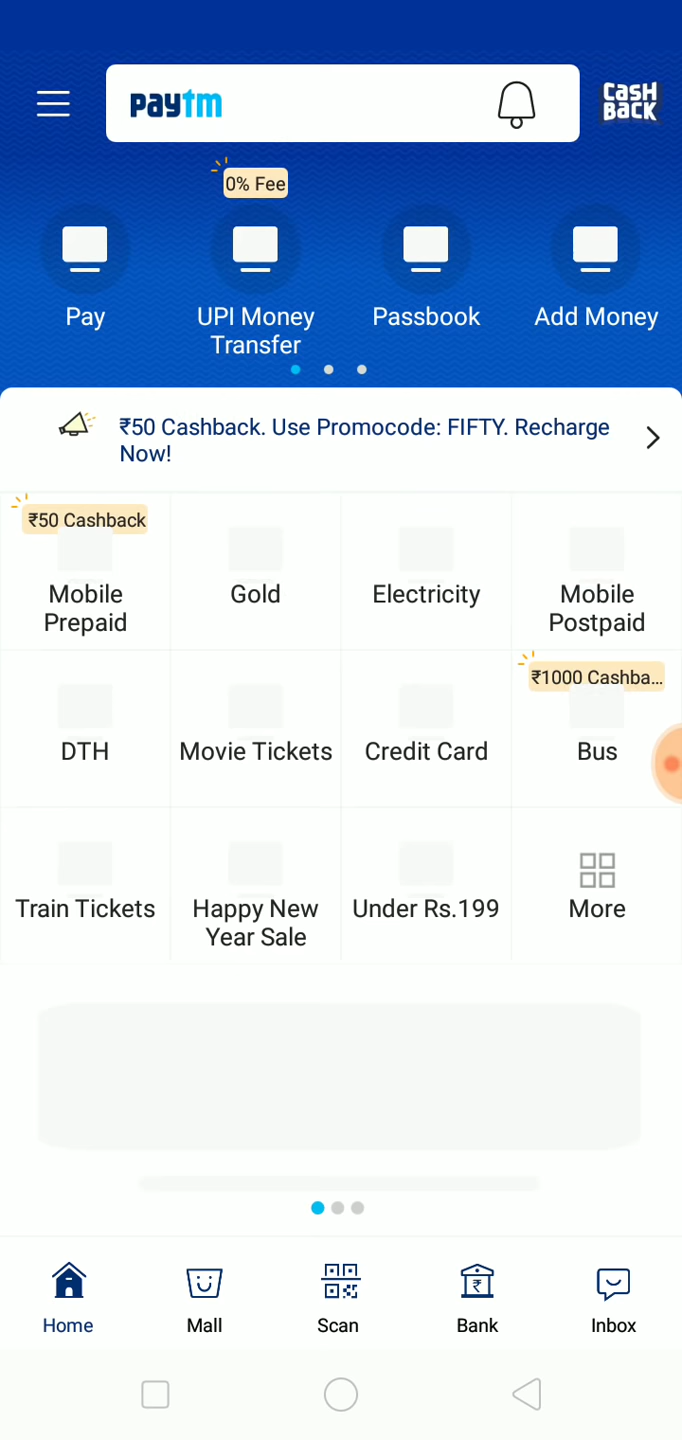 paytm
CASH
BACK
0% Fee
Pay
UPI Money
Transfer
Passbook
Add Money
₹50 Cashback. Use Promocode: FIFTY. Recharge
Now!
₹50 Cashback
Mobile
Prepaid
Gold
Electricity
Mobile
Postpaid
₹1000 Cashba...
DTH
Movie Tickets
Credit Card
Bus
Train Tickets
Happy New
Year Sale
Under Rs.199
More
₹
Home
Mall
Scan
Bank
Inbox